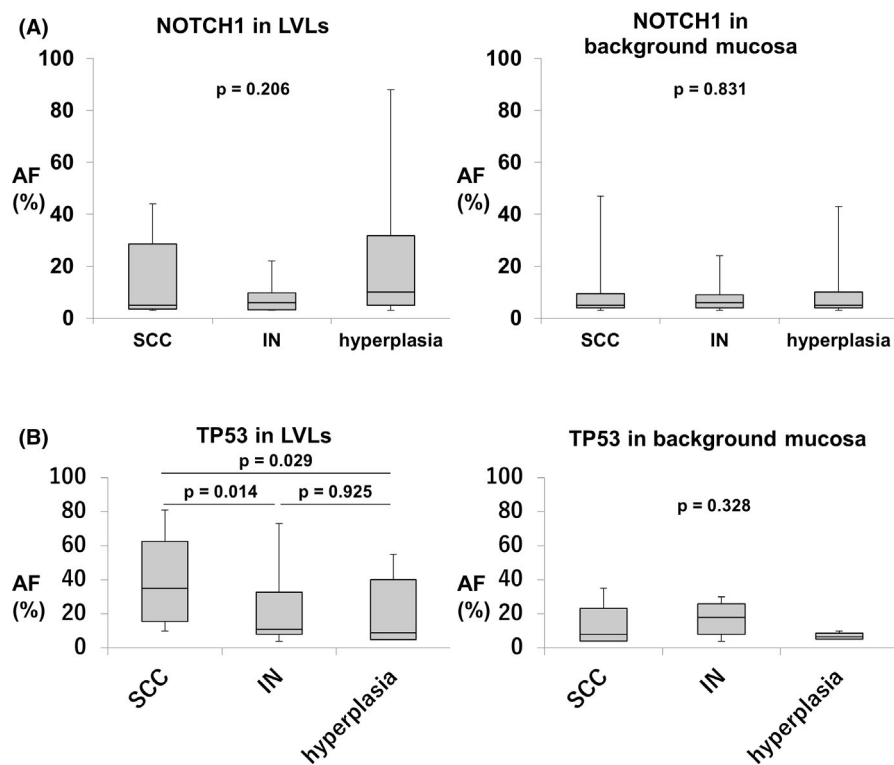 (A)
NOTCH1 in LVLs
100
80
60
40
20
0
AF
(%)
p = 0.206
SCC IN hyperplasia
NOTCH1 in
background mucosa
100
80
60
40
20
0
AF
(%)
p = 0.831
SCC IN hyperplasia
(B)
TP53 in LVLs
p = 0.029
p = 0.014 p = 0.925
100
80
60
40
20
0
AF
(%)
SCC IN hyperplasia
TP53 in background mucosa
100
80
60
40
20
0
AF
(%)
p = 0.328
SCC IN hyperplasia